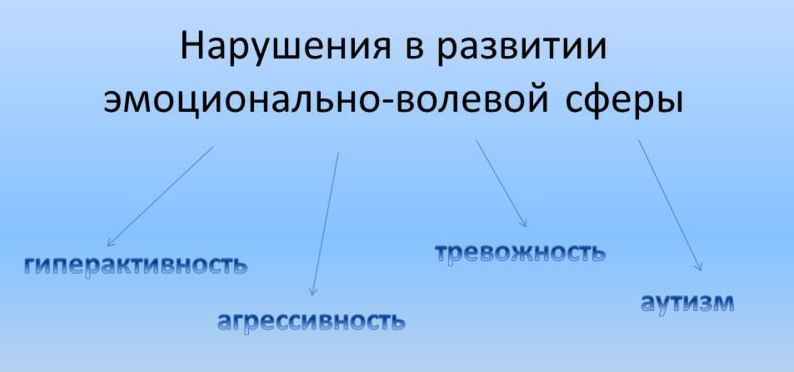 Нарушения в развитии
эмоционально-волевой сферы
гиперактивность
тревожность
агрессивность
аутизм